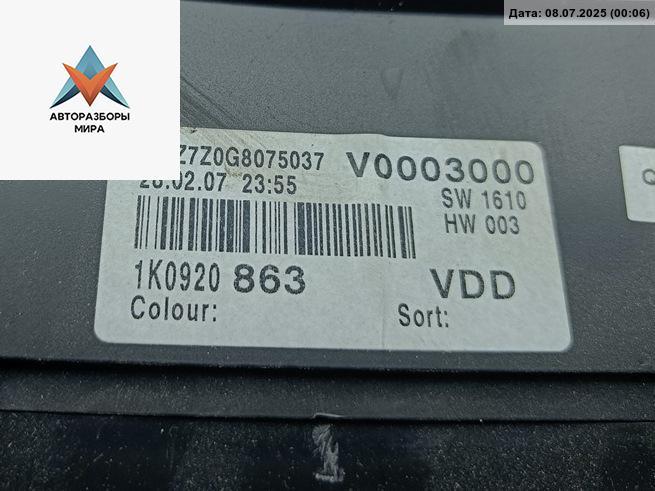 Дата: 08.07.2025 (00:06)
АВТОРАЗБОРЫ
МИРА
Z7Z0G8075037 V0003000
26.02.07 23:55
SW 1610
HW 003
1K0920 863 VDD
Colour: Sort: